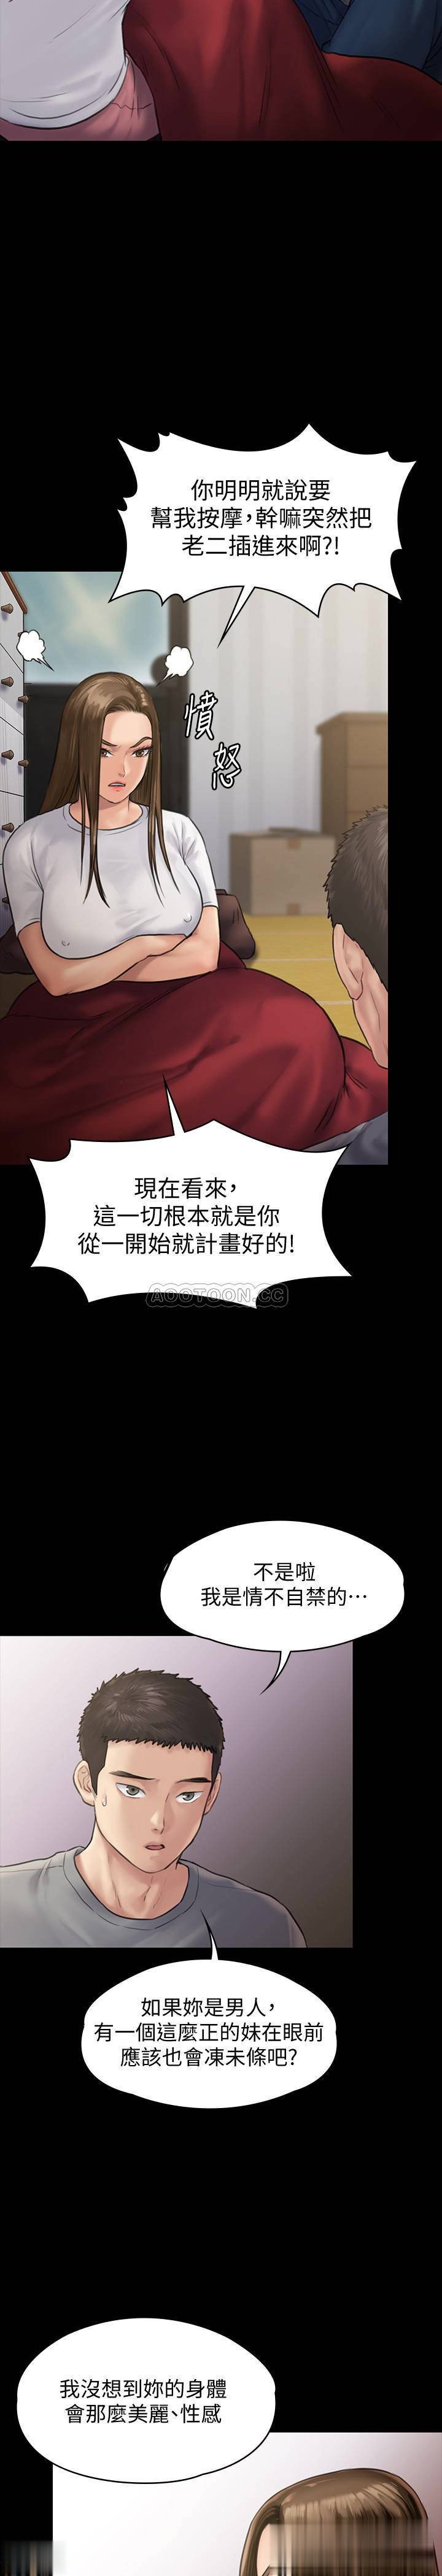 你明明就說要
幫我按摩，幹嘛突然把
老二插進來啊？！
憤
怒
現在看來，
這一切根本就是你
從一開始就計畫好的！
AOOTOON.CC
不是啦
我是情不自禁的…
如果妳是男人，
有一個這麼正的妹在眼前
應該也會凍未條吧？
我沒想到妳的身體
會那麼美麗、性感